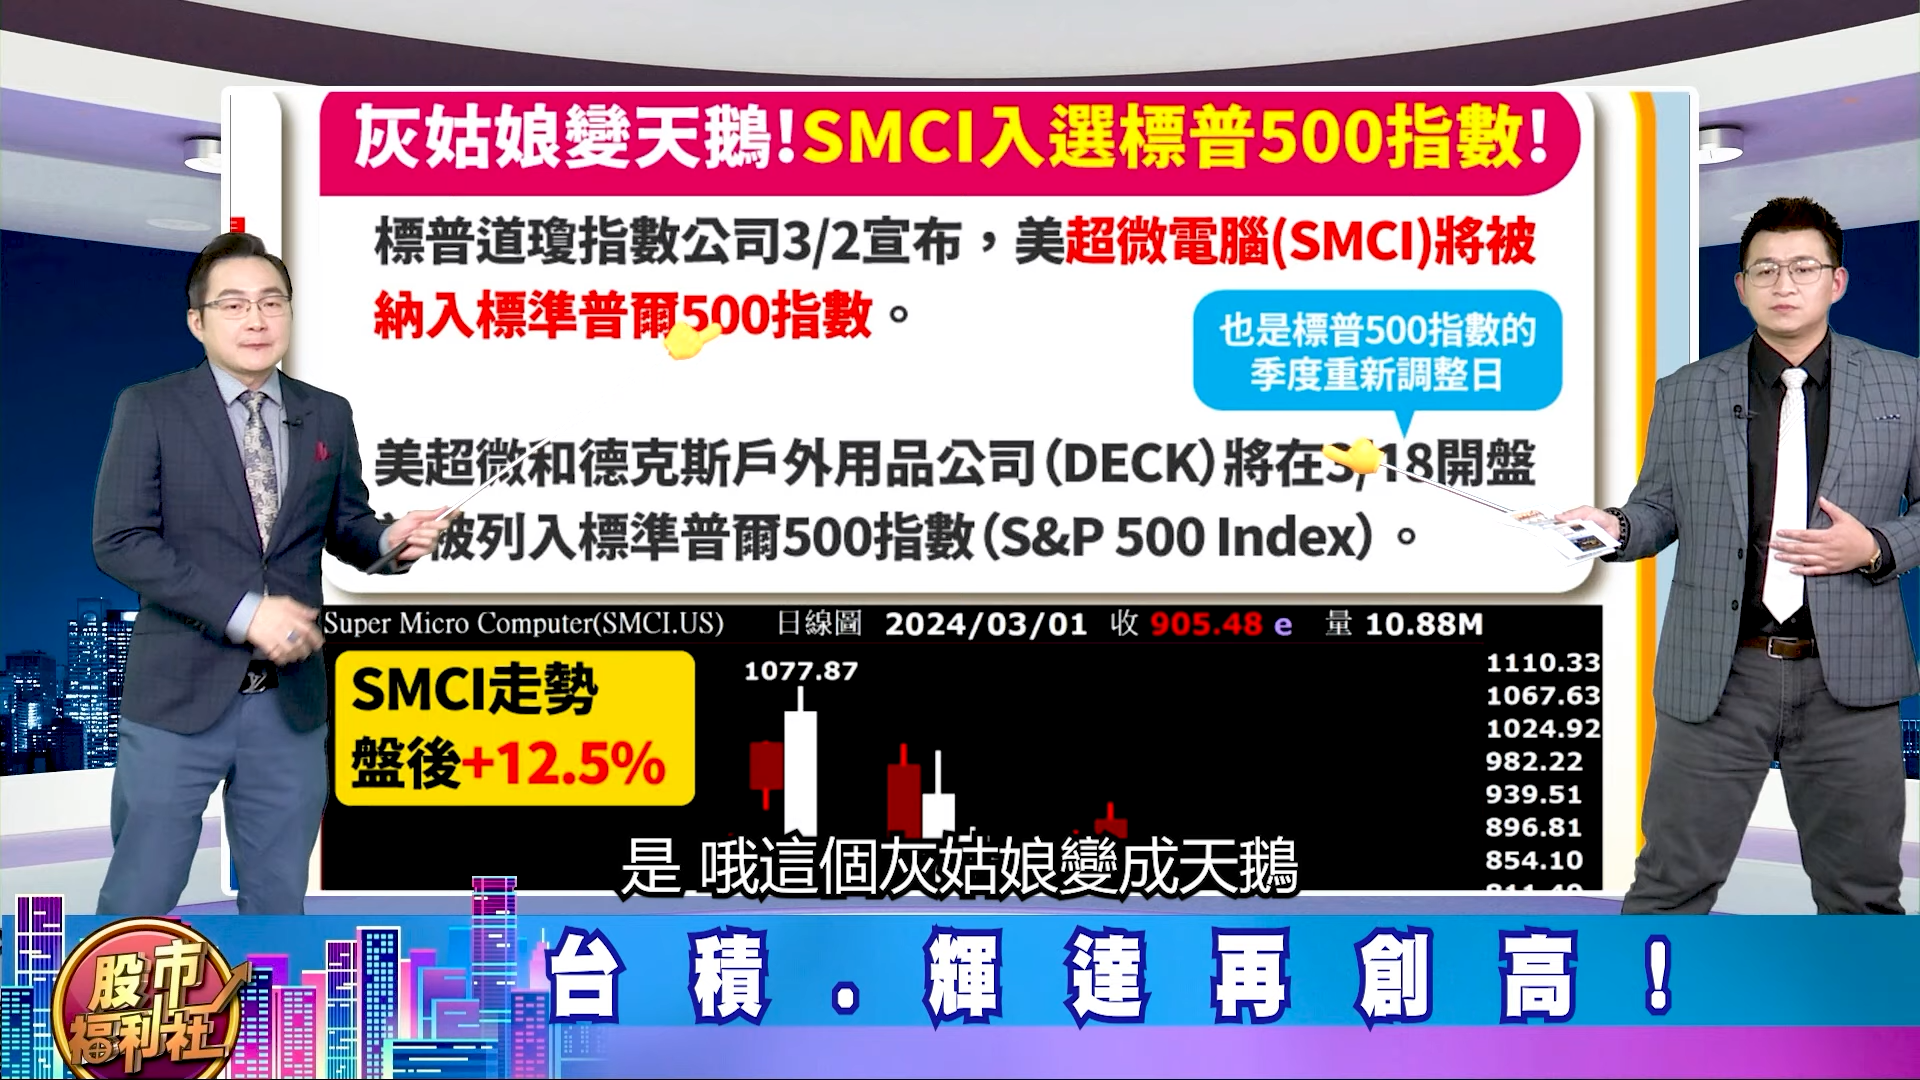 灰姑娘變天鵝!SMCI入選標普500指數!
標普道瓊指數公司3/2宣布，美超微電腦(SMCI)將被
納入標準普爾500指數。
也是標普500指數的
季度重新調整日
美超微和德克斯戶外用品公司(DECK)將在3/18開盤
被列入標準普爾500指數(S&P 500 Index)。
Super Micro Computer(SMCI.US) 日線圖 2024/03/01 收 905.48 e 量 10.88M
SMCI走勢
盤後+12.5%
1077.87
1110.33
1067.63
1024.92
982.22
939.51
896.81
854.10
是 哦這個灰姑娘變成天鵝
台積.輝達再創高!
股市
福利社